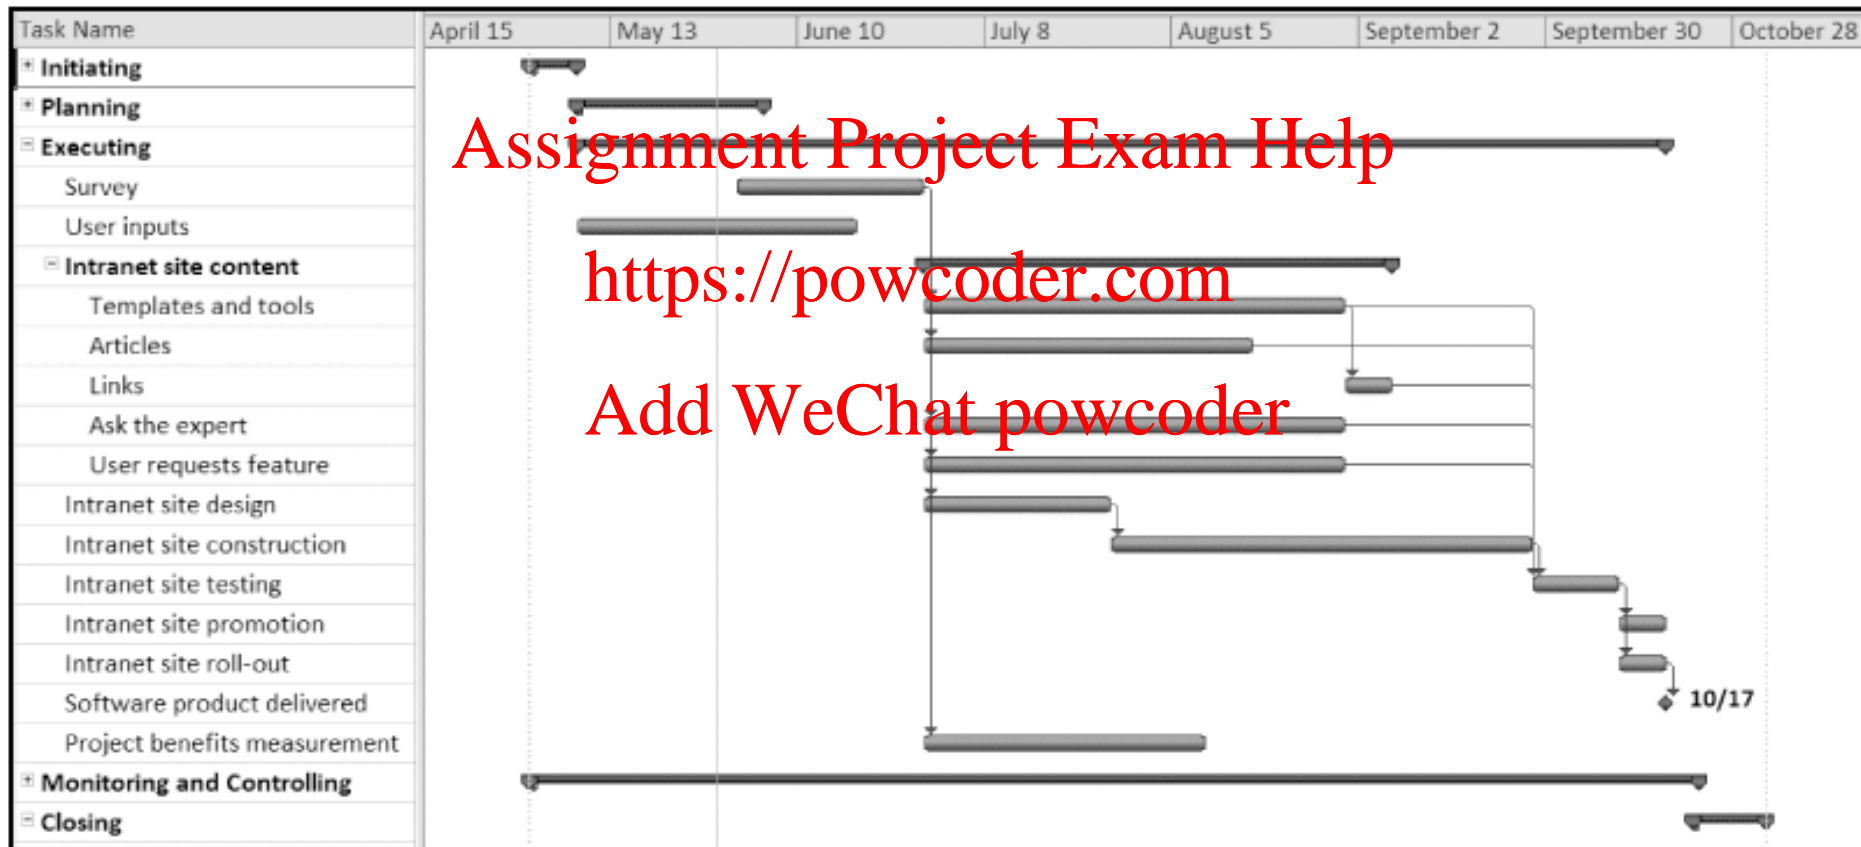 Task Name April 15 May 13 June 10 July 8 August 5 September 2 September 30 October 28
Initiating
Planning
Executing
Assignment Project Exam Help
Survey
User inputs
Intranet site content
https://powcoder.com
Templates and tools
Articles
Links
Add WeChat powcoder
Ask the expert
User requests feature
Intranet site design
Intranet site construction
Intranet site testing
Intranet site promotion
Intranet site roll-out
Software product delivered 10/17
Project benefits measurement
Monitoring and Controlling
Closing